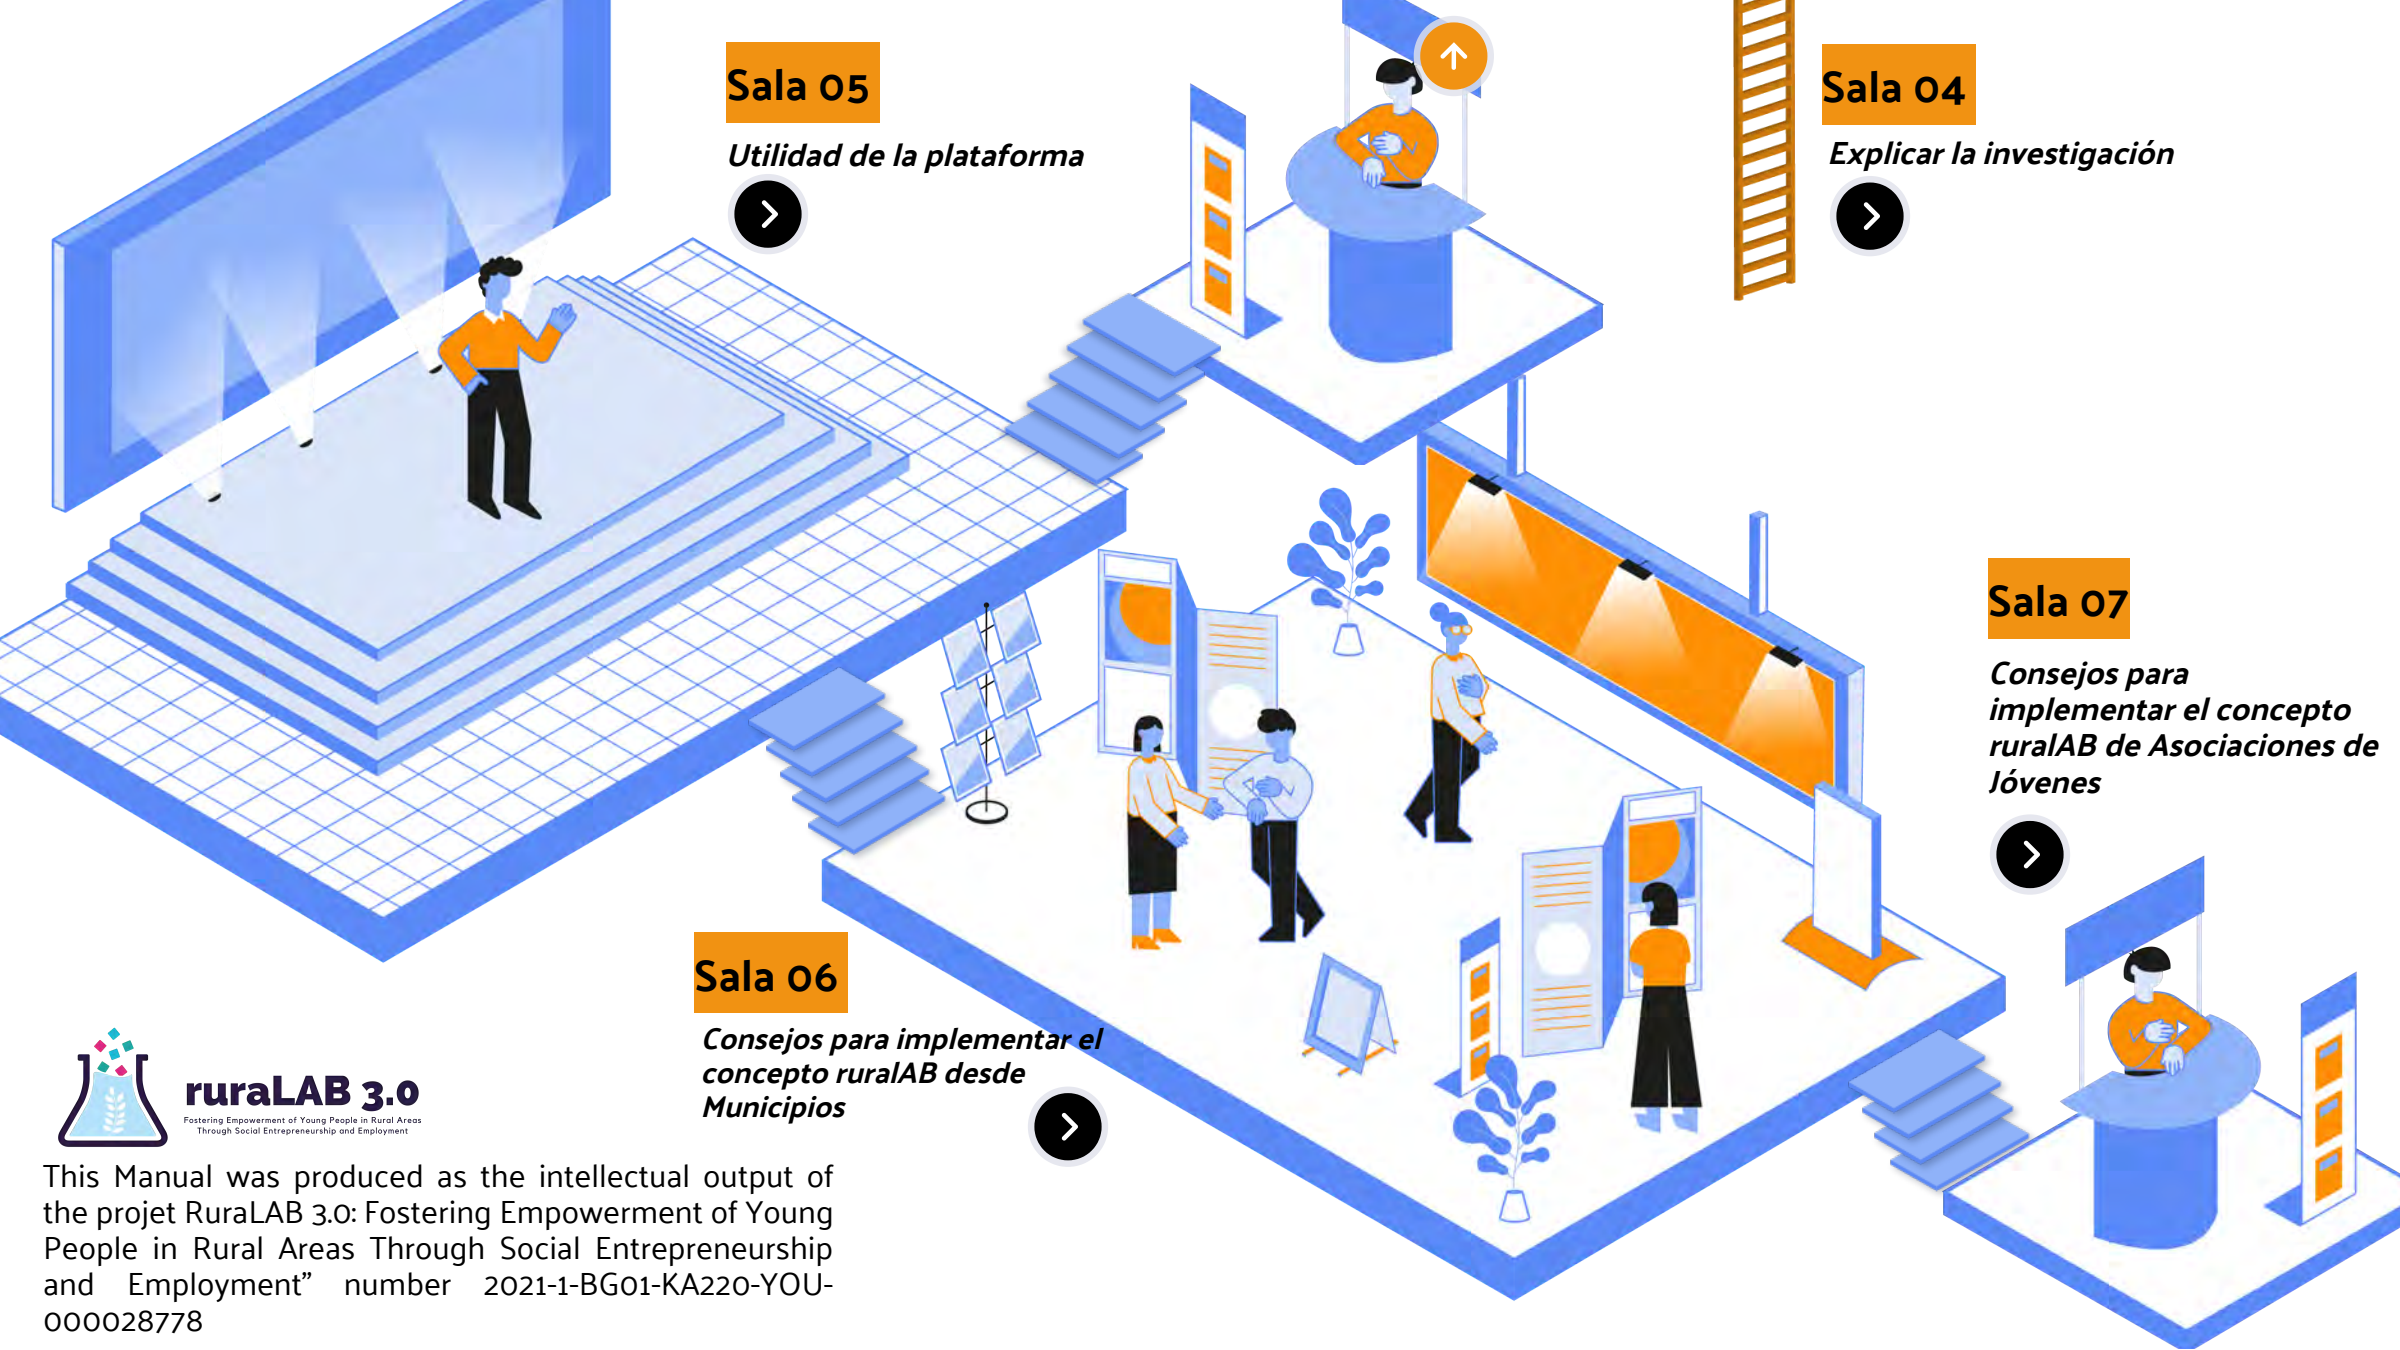 Sala 05
Utilidad de la plataforma
Sala 04
Explicar la investigación
Sala 07
Consejos para
implementar el concepto
ruralAB de Asociaciones de
Jóvenes
Sala 06
Consejos para implementar el
concepto ruralAB desde
Municipios
ruraLAB 3.0
Fostering Empowerment of Young People in Rural Areas
Through Social Entrepreneurship and Employment
This Manual was produced as the intellectual output of
the projet RuraLAB 3.0: Fostering Empowerment of Young
People in Rural Areas Through Social Entrepreneurship
and Employment” number 2021-1-BG01-KA220-YOU-
000028778